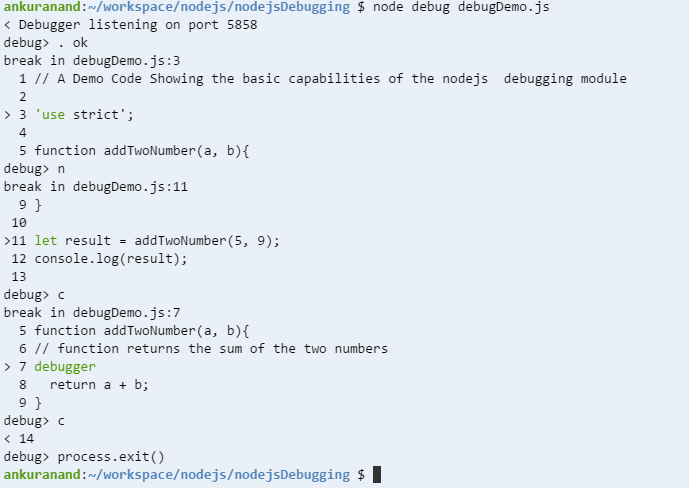 ankuranand:~/workspace/nodejs/nodejsDebugging $ node debug debugDemo.js
< Debugger listening on port 5858
debug> . ok
break in debugDemo.js:3
  1 // A Demo Code Showing the basic capabilities of the nodejs  debugging module
  2
> 3 'use strict';
  4
  5 function addTwoNumber(a, b){
debug> n
break in debugDemo.js:11
  9 }
 10
>11 let result = addTwoNumber(5, 9);
 12 console.log(result);
 13
debug> c
break in debugDemo.js:7
  5 function addTwoNumber(a, b){
  6 // function returns the sum of the two numbers
> 7 debugger
  8   return a + b;
  9 }
debug> c
< 14
debug> process.exit()
ankuranand:~/workspace/nodejs/nodejsDebugging $